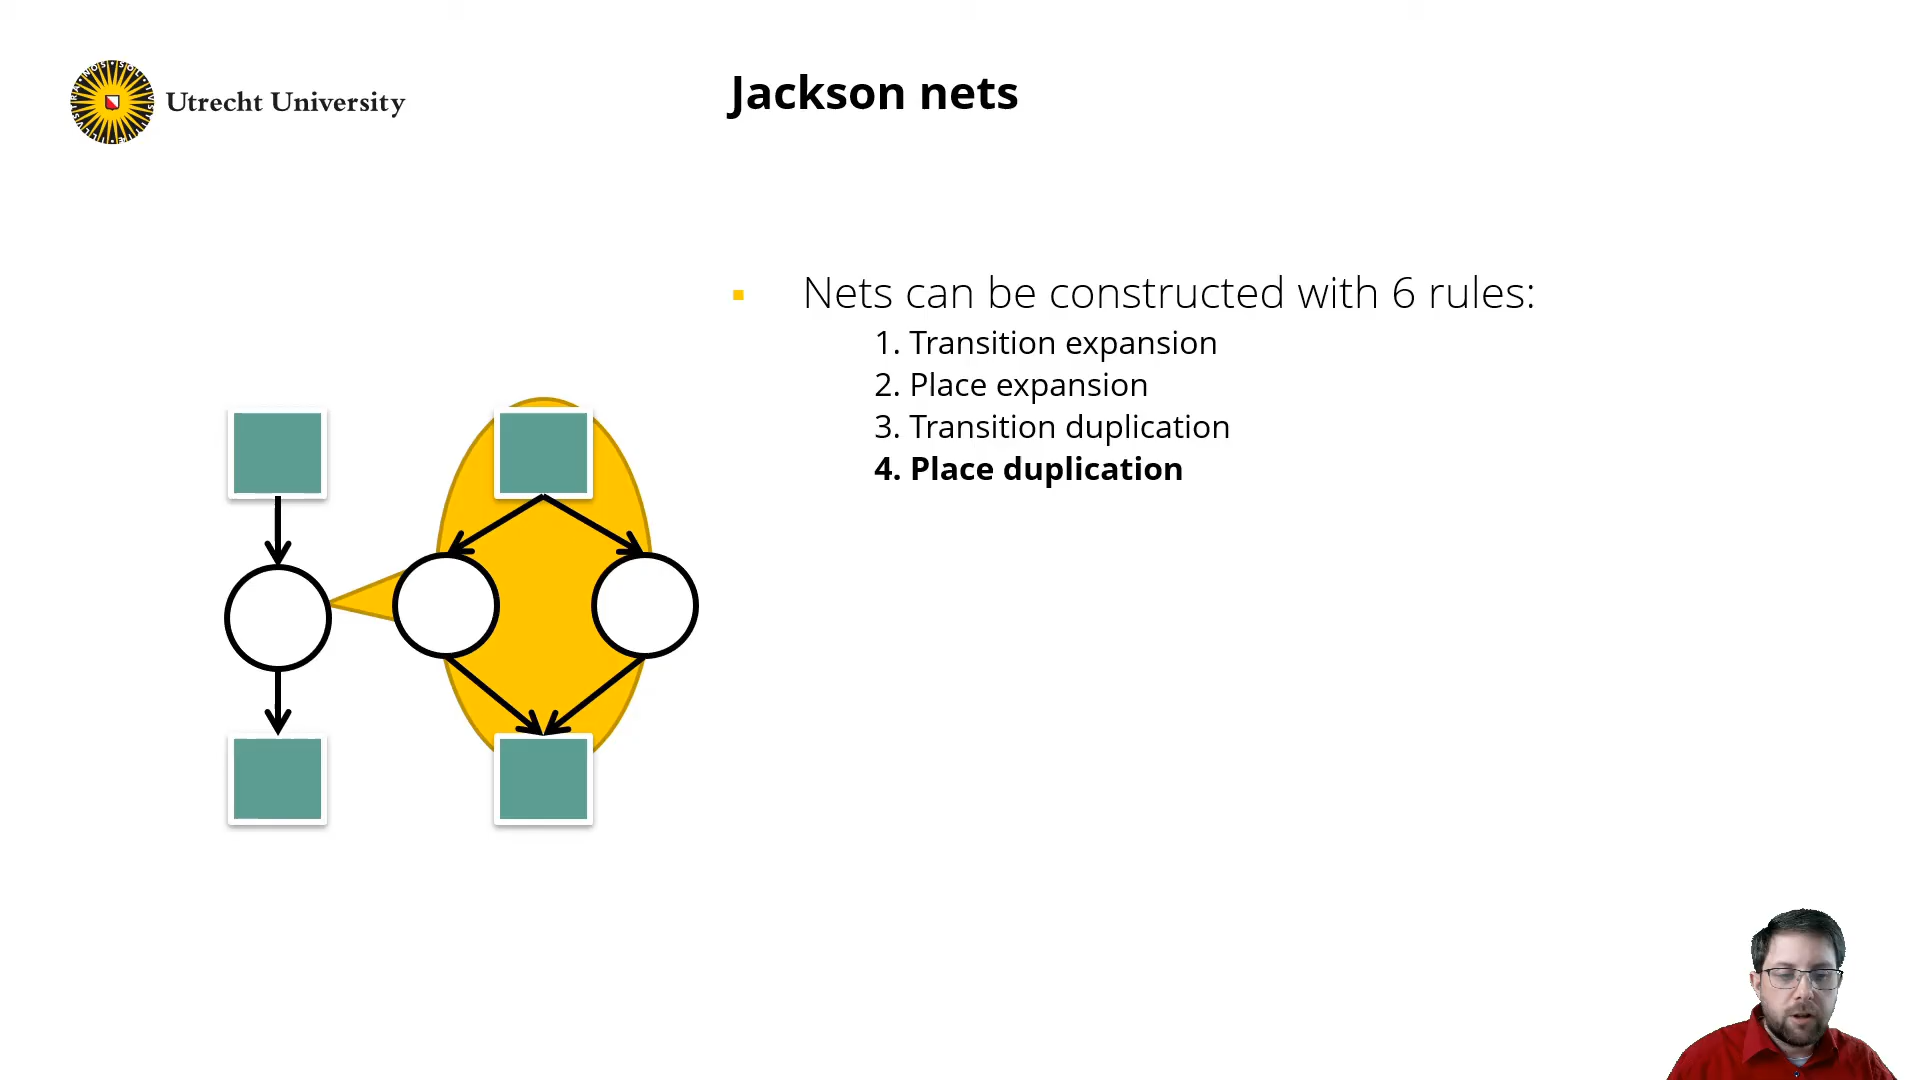 Utrecht University
Jackson nets
Nets can be constructed with 6 rules:
1. Transition expansion
2. Place expansion
3. Transition duplication
4. Place duplication